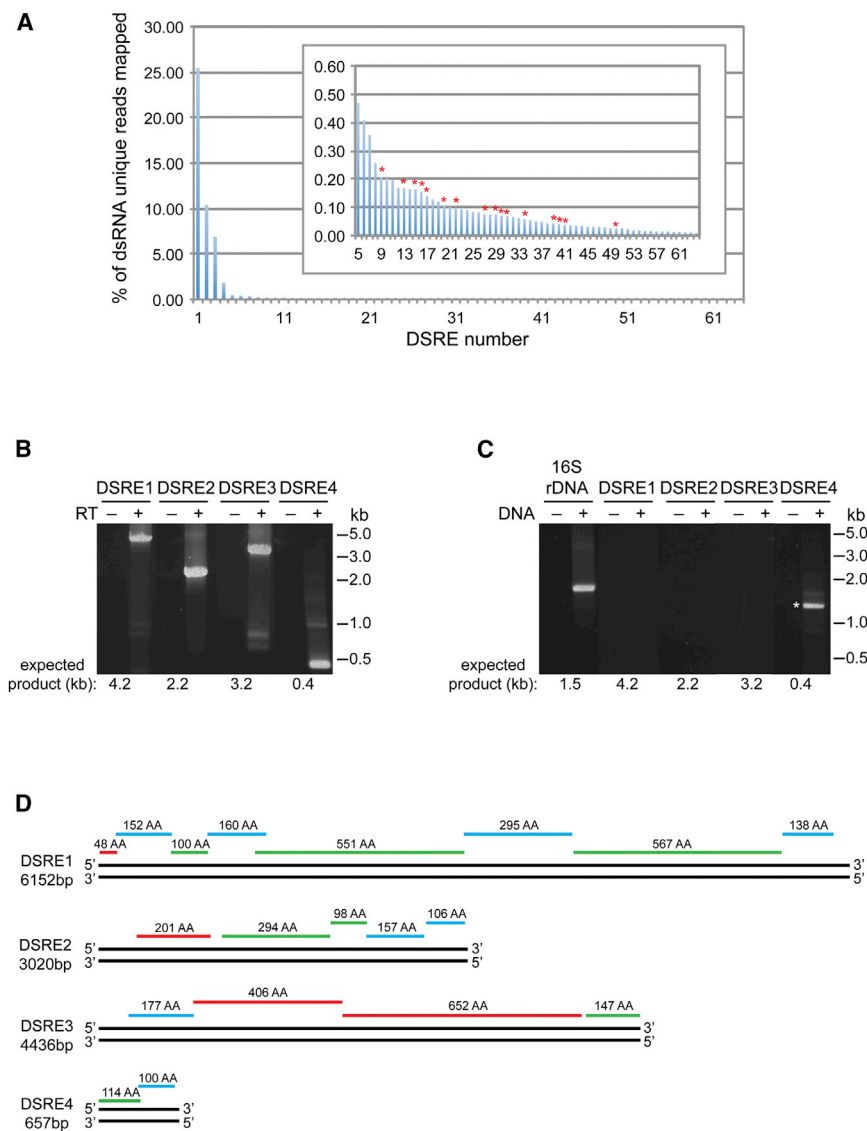 A
% of dsRNA unique reads mapped
30.00
25.00
20.00
15.00
10.00
5.00
0.00
0.60
0.50
0.40
0.30
0.20
0.10
0.00
* * * * * * * * * * * * * * * * *
5 9 13 17 21 25 29 33 37 41 45 49 53 57 61
1 11 21 31 41 51 61
DSRE number
B
DSRE1 DSRE2 DSRE3 DSRE4
RT – + – + – + – + kb
–5.0
–3.0
–2.0
–1.0
–0.5
expected
product (kb): 4.2 2.2 3.2 0.4
C
16S
rDNA DSRE1 DSRE2 DSRE3 DSRE4
DNA – + – + – + – + – + kb
–5.0
–3.0
–2.0
*
–1.0
–0.5
expected
product (kb): 1.5 4.2 2.2 3.2 0.4
D
152 AA 160 AA 295 AA 138 AA
48 AA 100 AA 551 AA 567 AA
DSRE1 5’ 3’
6152bp 3’ 5’
98 AA 106 AA
201 AA 294 AA 157 AA
DSRE2 5’ 3’
3020bp 3’ 5’
406 AA
177 AA 652 AA 147 AA
DSRE3 5’ 3’
4436bp 3’ 5’
100 AA
114 AA
DSRE4 5’ 3’
657bp 3’ 5’